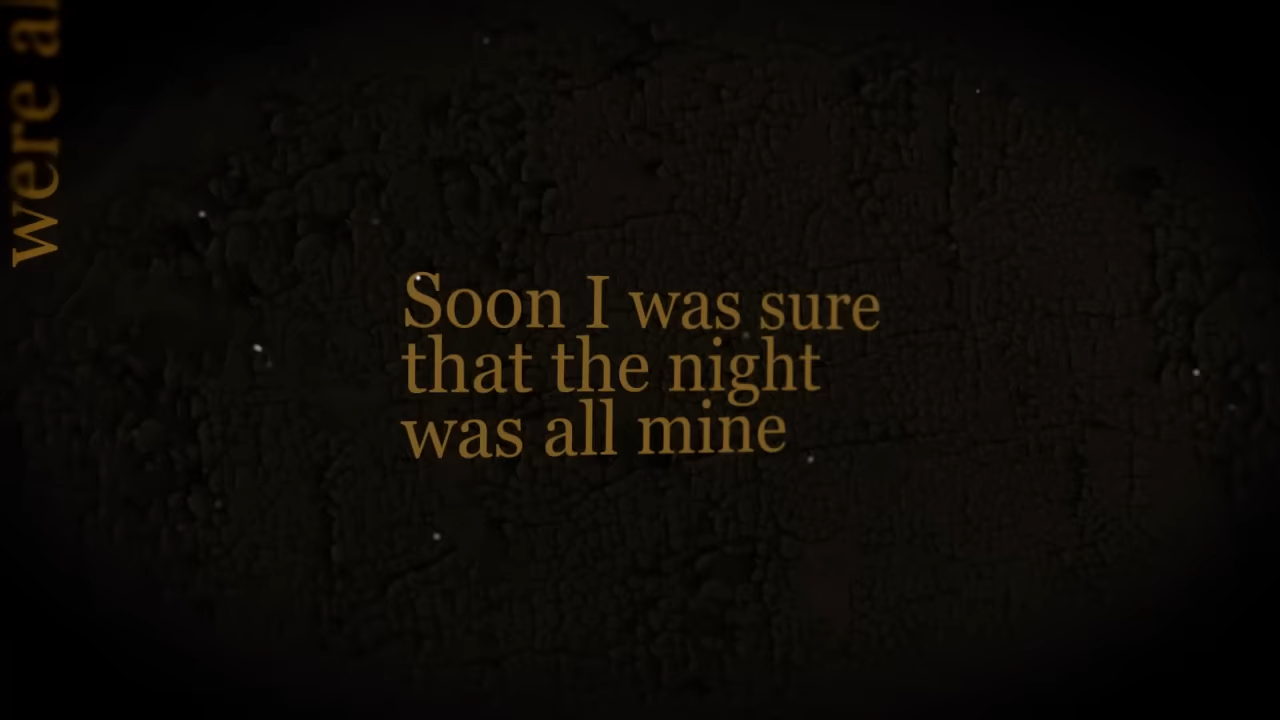 were
Soon I was sure
that the night
was all mine